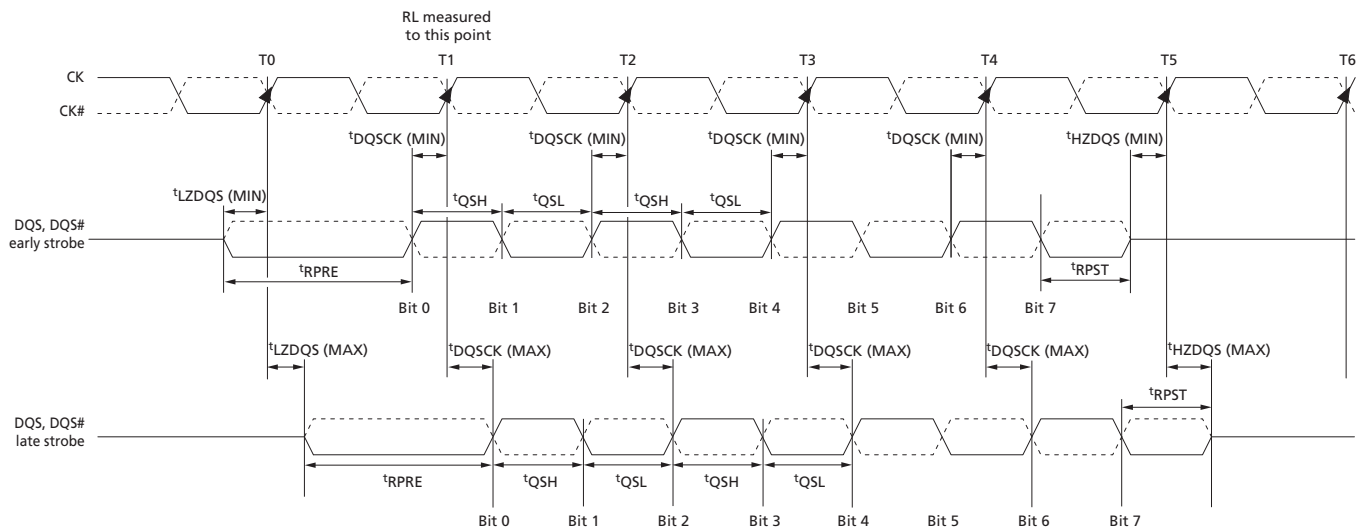 RL measured
to this point
T0 T1 T2 T3 T4 T5 T6
CK
CK#
tDQSCK (MIN) tDQSCK (MIN) tDQSCK (MIN) tDQSCK (MIN) tHZDQS (MIN)
tLZDQS (MIN)
tQSH tQSL tQSH tQSL
DQS, DQS#
early strobe
tRPRE tRPST
Bit 0 Bit 1 Bit 2 Bit 3 Bit 4 Bit 5 Bit 6 Bit 7
tLZDQS (MAX) tDQSCK (MAX) tDQSCK (MAX) tDQSCK (MAX) tDQSCK (MAX) tHZDQS (MAX)
tRPST
DQS, DQS#
late strobe
tRPRE tQSH tQSL tQSH tQSL
Bit 0 Bit 1 Bit 2 Bit 3 Bit 4 Bit 5 Bit 6 Bit 7